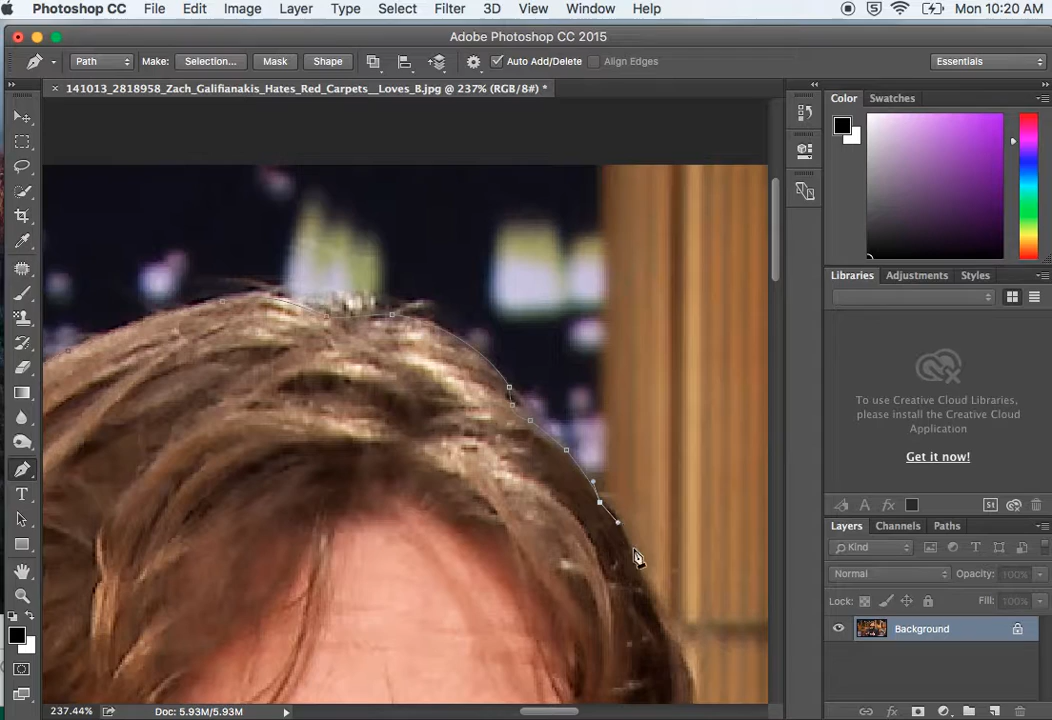 Photoshop CC File Edit Image Layer Type Select Filter 3D View Window Help Mon 10:20 AM
Adobe Photoshop CC 2015
Path Make: Selection... Mask Shape Auto Add/Delete Align Edges Essentials
141013_2818958_Zach_Galifianakis_Hates_Red_Carpets__Loves_B.jpg @ 237% (RGB/8#) *
Color Swatches
Libraries Adjustments Styles
To use Creative Cloud Libraries,
please install the Creative Cloud
Application
Get it now!
Layers Channels Paths
Kind
Normal Opacity: 100%
Lock: Fill: 100%
Background
237.44% Doc: 5.93M/5.93M